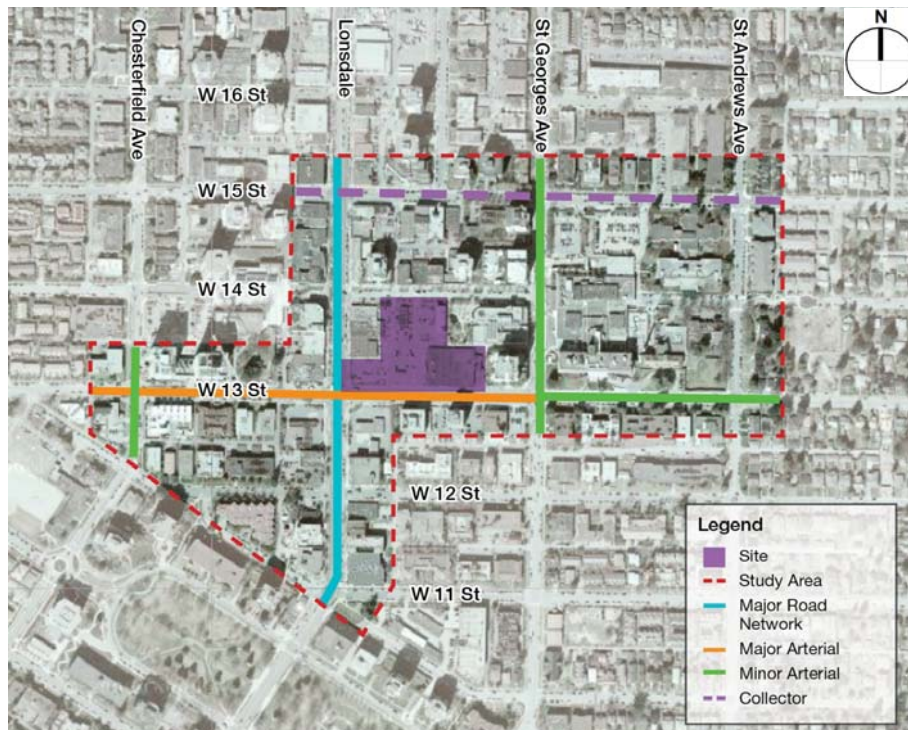 N
Chesterfield Ave
Lonsdale
St Georges Ave
St Andrews Ave
W 16 St
W 15 St
W 14 St
W 13 St
W 12 St
W 11 St
Legend
Site
Study Area
Major Road
Network
Major Arterial
Minor Arterial
Collector